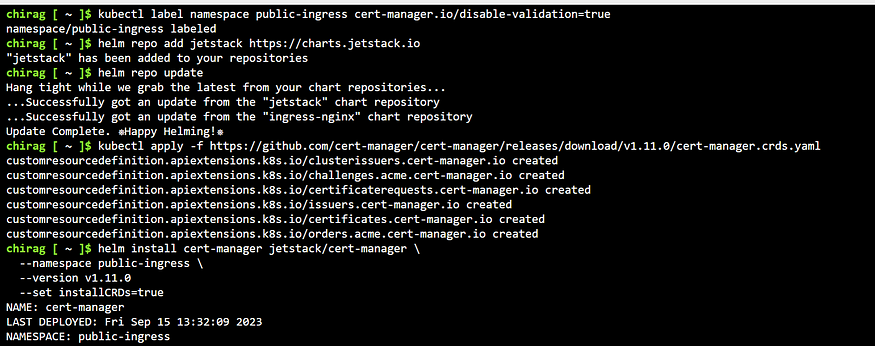 chirag [ ~ ]$ kubectl label namespace public-ingress cert-manager.io/disable-validation=true
namespace/public-ingress labeled
chirag [ ~ ]$ helm repo add jetstack https://charts.jetstack.io
"jetstack" has been added to your repositories
chirag [ ~ ]$ helm repo update
Hang tight while we grab the latest from your chart repositories...
...Successfully got an update from the "jetstack" chart repository
...Successfully got an update from the "ingress-nginx" chart repository
Update Complete. ⎈Happy Helming!⎈
chirag [ ~ ]$ kubectl apply -f https://github.com/cert-manager/cert-manager/releases/download/v1.11.0/cert-manager.crds.yaml
customresourcedefinition.apiextensions.k8s.io/clusterissuers.cert-manager.io created
customresourcedefinition.apiextensions.k8s.io/challenges.acme.cert-manager.io created
customresourcedefinition.apiextensions.k8s.io/certificaterequests.cert-manager.io created
customresourcedefinition.apiextensions.k8s.io/issuers.cert-manager.io created
customresourcedefinition.apiextensions.k8s.io/certificates.cert-manager.io created
customresourcedefinition.apiextensions.k8s.io/orders.acme.cert-manager.io created
chirag [ ~ ]$ helm install cert-manager jetstack/cert-manager \
  --namespace public-ingress \
  --version v1.11.0
  --set installCRDs=true
NAME: cert-manager
LAST DEPLOYED: Fri Sep 15 13:32:09 2023
NAMESPACE: public-ingress